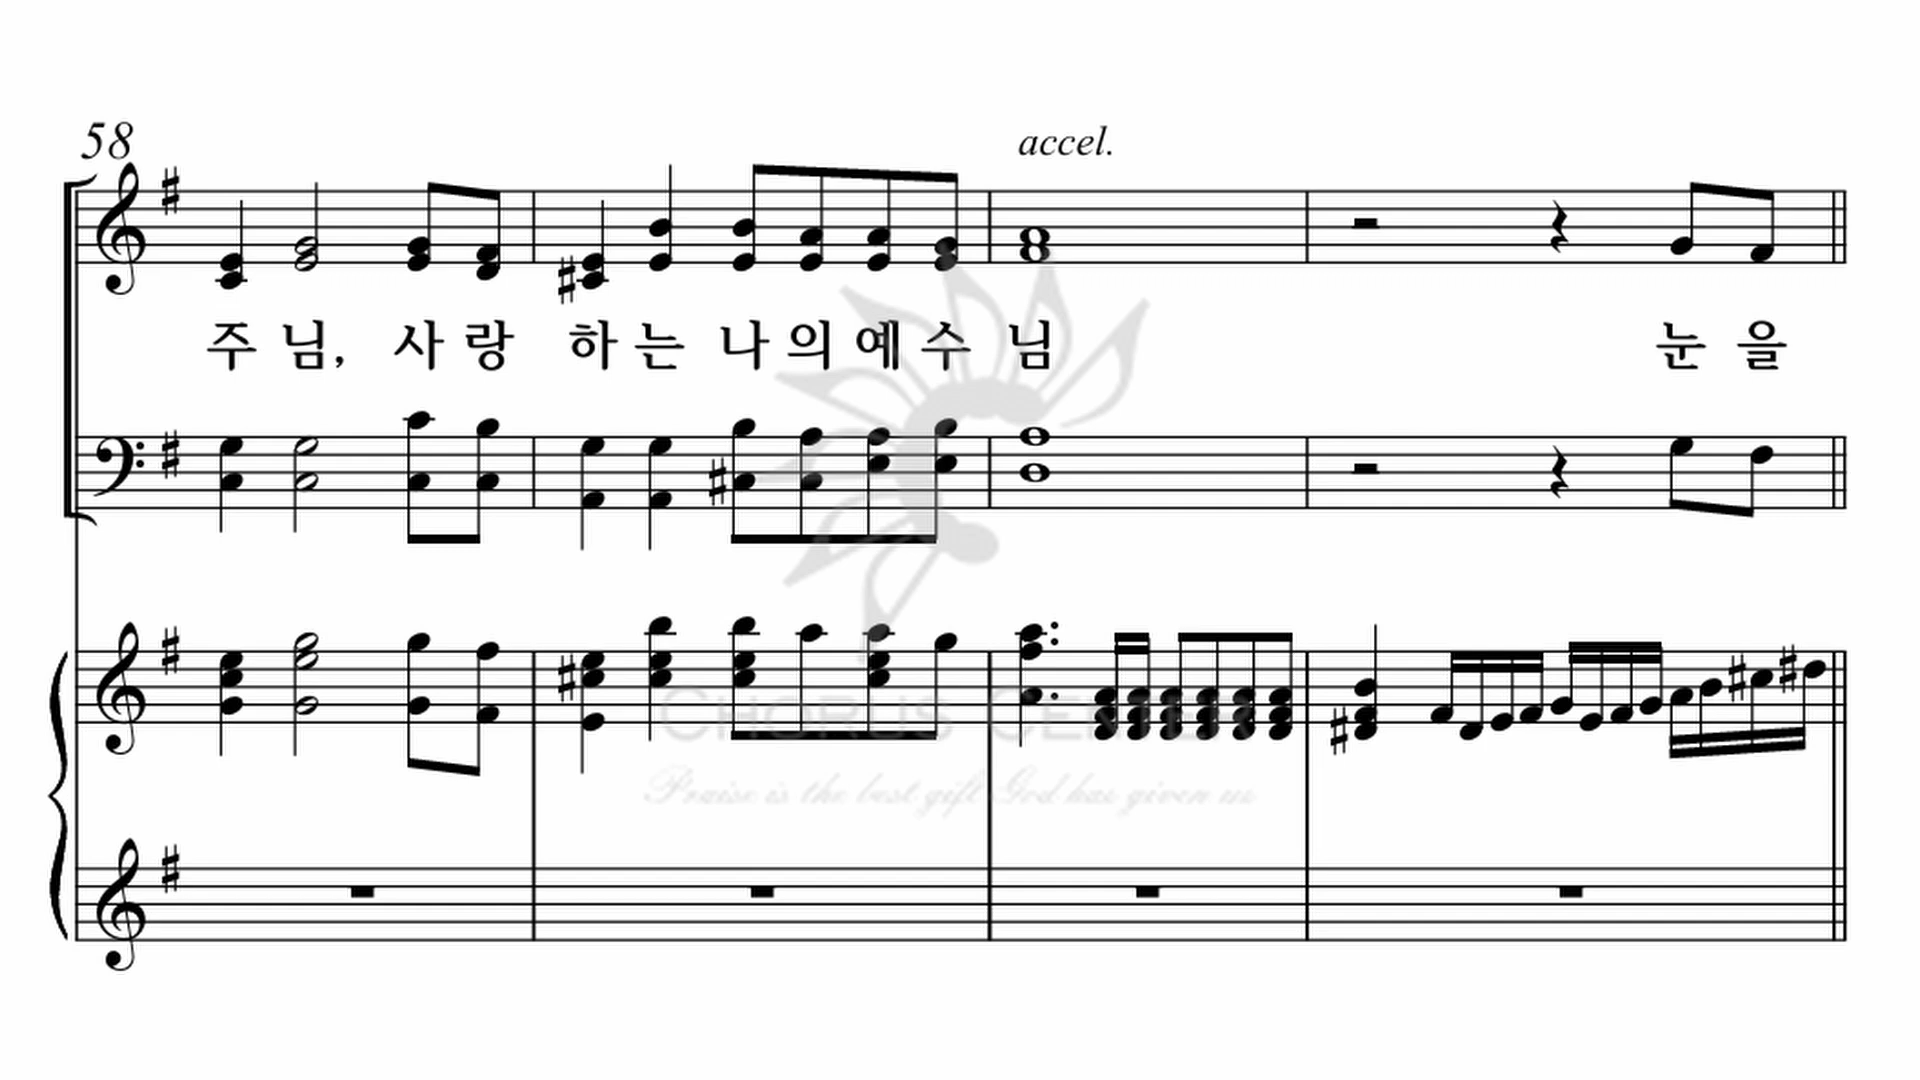 58
accel.
주 님, 사 랑 하 는 나 의 예 수 님 눈 을
CHORUS CENTER
Praise is the best gift God has given us